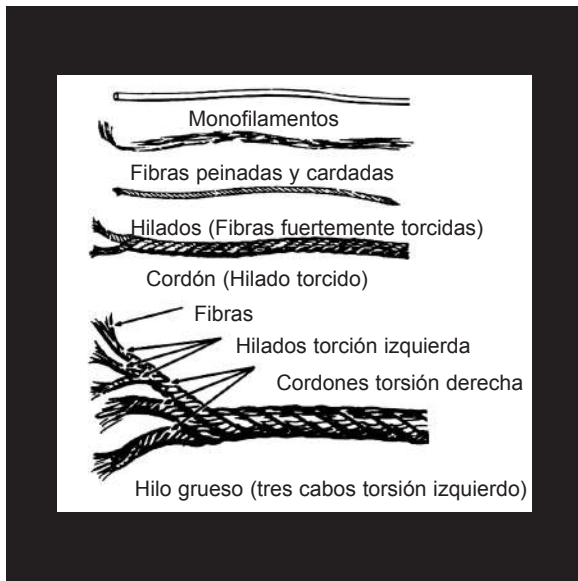 Monofilamentos
Fibras peinadas y cardadas
Hilados (Fibras fuertemente torcidas)
Cordón (Hilado torcido)
Fibras
Hilados torción izquierda
Cordones torsión derecha
Hilo grueso (tres cabos torsión izquierdo)